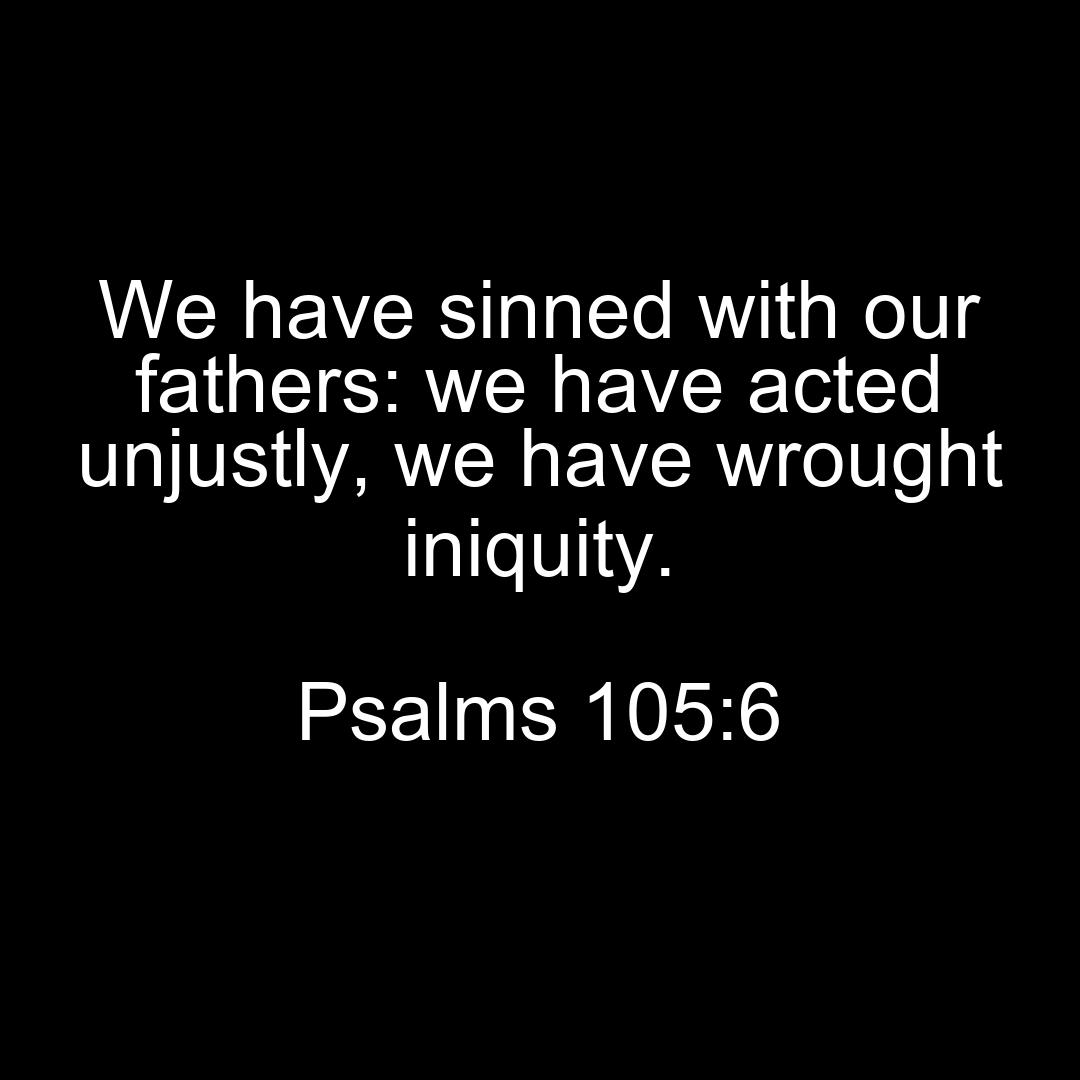 We have sinned with our
fathers: we have acted
unjustly, we have wrought
iniquity.
Psalms 105:6